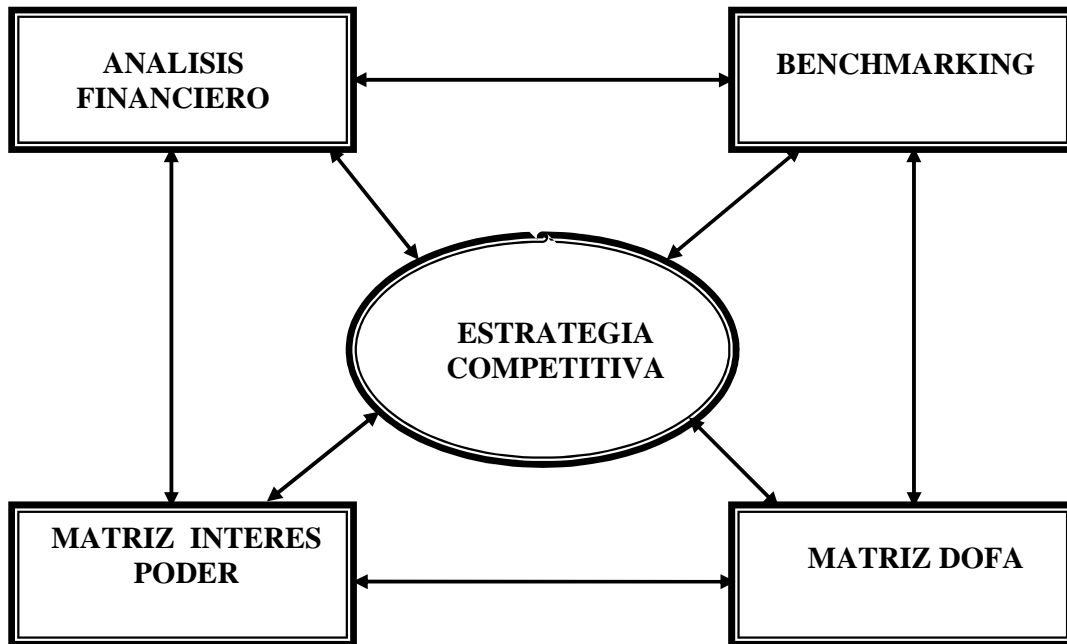 ANALISIS
FINANCIERO
BENCHMARKING
ESTRATEGIA
COMPETITIVA
MATRIZ INTERES
PODER
MATRIZ DOFA